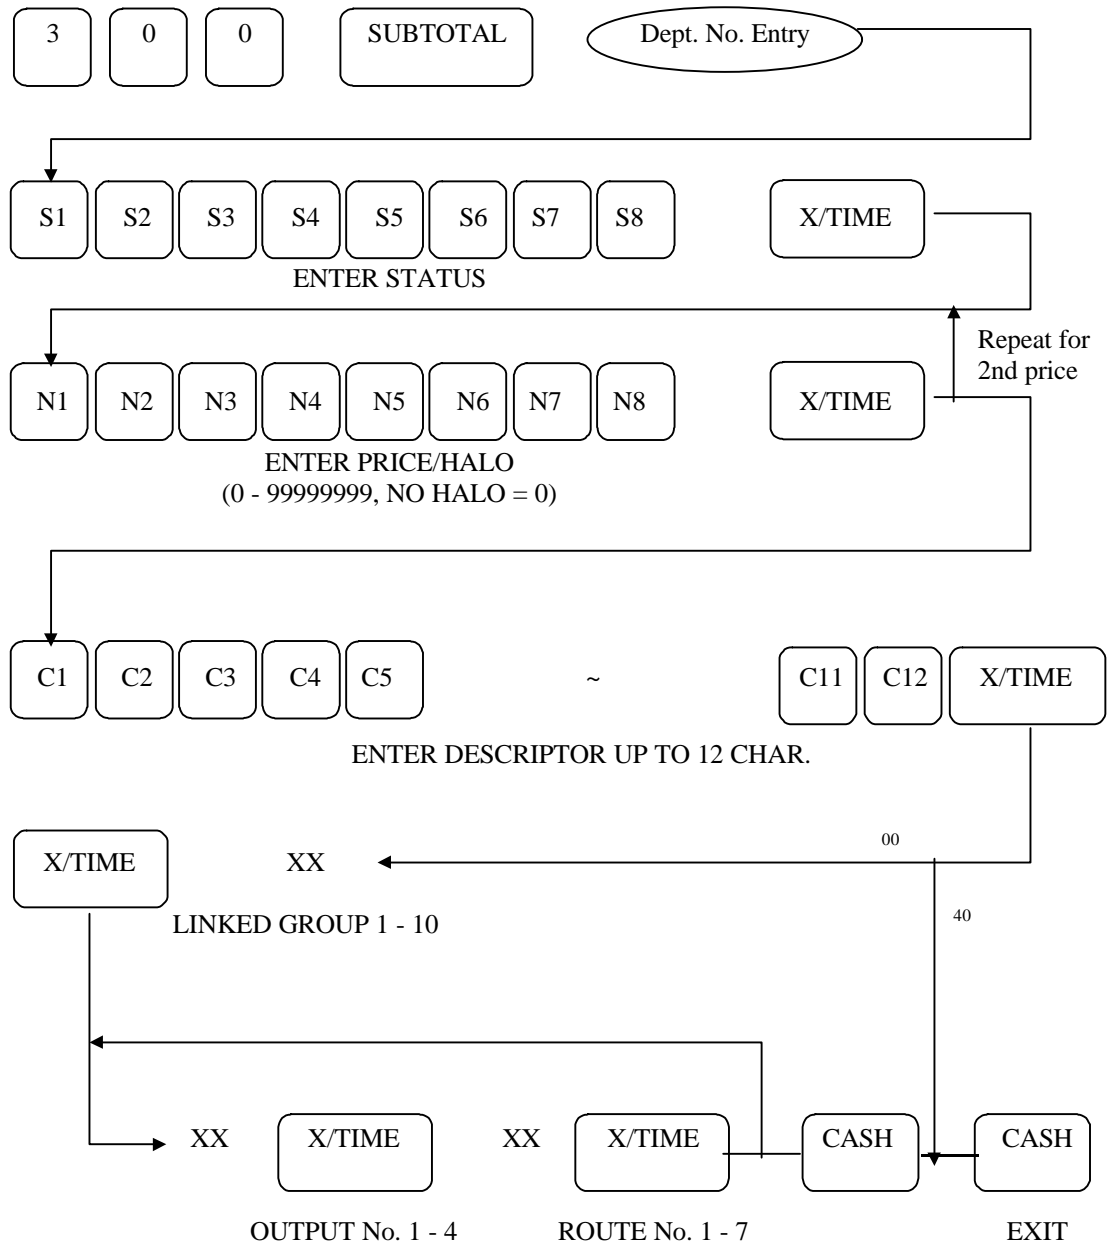 3 0 0 SUBTOTAL Dept. No. Entry
S1 S2 S3 S4 S5 S6 S7 S8 X/TIME
ENTER STATUS
Repeat for
2nd price
N1 N2 N3 N4 N5 N6 N7 N8 X/TIME
ENTER PRICE/HALO
(0 - 99999999, NO HALO = 0)
C1 C2 C3 C4 C5 ~ C11 C12 X/TIME
ENTER DESCRIPTOR UP TO 12 CHAR.
00
X/TIME XX
LINKED GROUP 1 - 10
40
XX X/TIME XX X/TIME CASH CASH
OUTPUT No. 1 - 4 ROUTE No. 1 - 7 EXIT